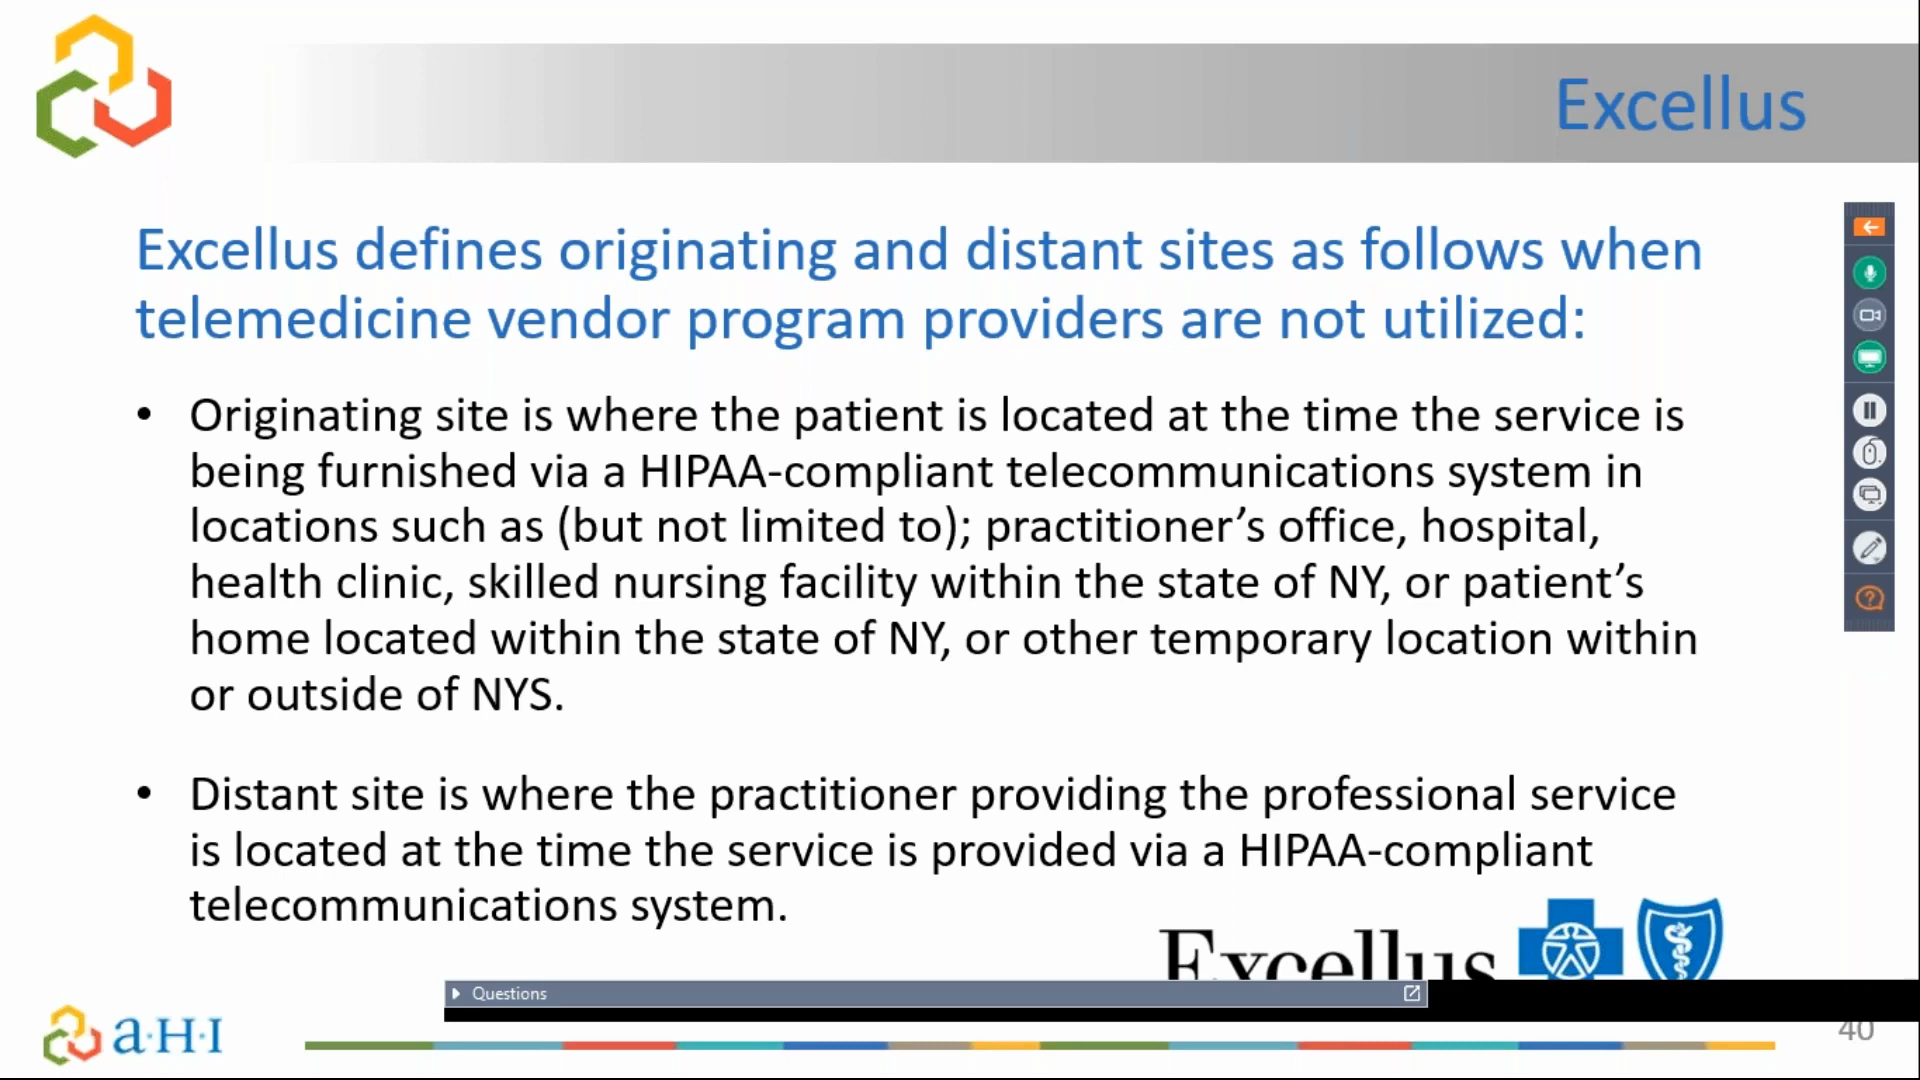 Excellus
Excellus defines originating and distant sites as follows when
telemedicine vendor program providers are not utilized:
• Originating site is where the patient is located at the time the service is
being furnished via a HIPAA-compliant telecommunications system in
locations such as (but not limited to); practitioner’s office, hospital,
health clinic, skilled nursing facility within the state of NY, or patient’s
home located within the state of NY, or other temporary location within
or outside of NYS.
• Distant site is where the practitioner providing the professional service
is located at the time the service is provided via a HIPAA-compliant
telecommunications system.
Excellus
Questions
a·H·I
40